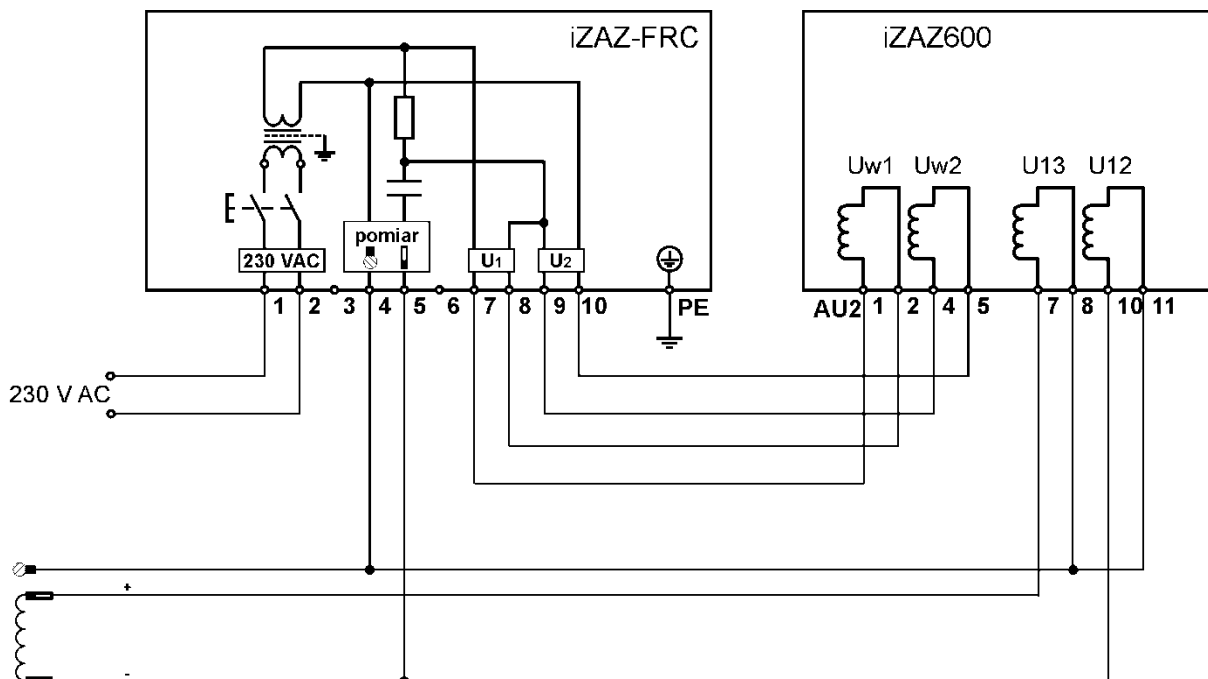 iZAZ-FRC
iZAZ600
Uw1 Uw2 U13 U12
pomiar
230 VAC U1 U2
1 2 3 4 5 6 7 8 9 10 PE
AU2 1 2 4 5 7 8 10 11
230 V AC
+
-